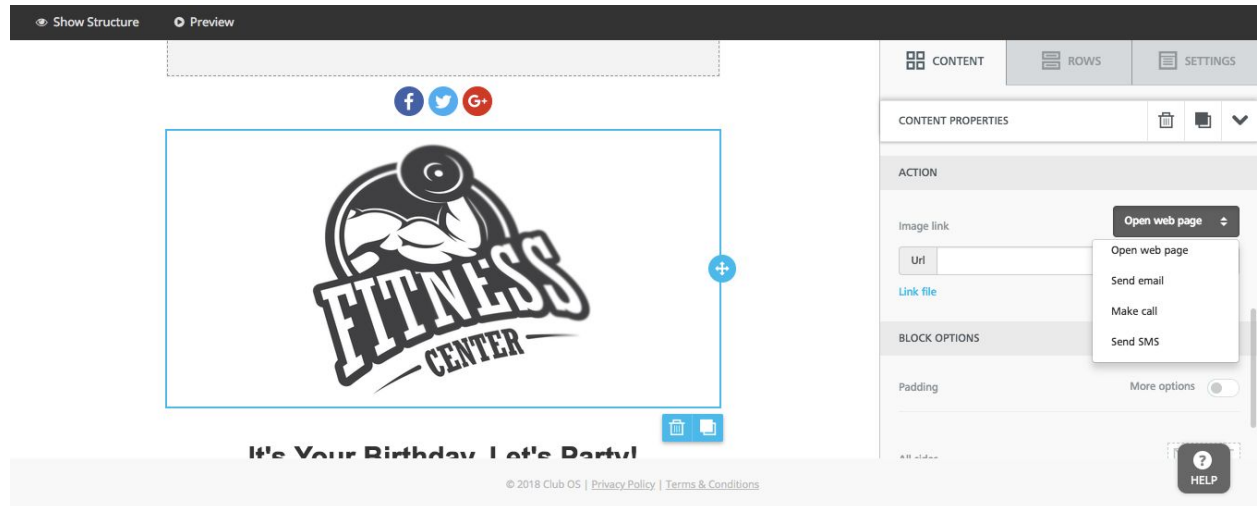 Show Structure
Preview
CONTENT
ROWS
SETTINGS
CONTENT PROPERTIES
ACTION
Image link
Open web page
Url
Open web page
Send email
Make call
Send SMS
Link file
BLOCK OPTIONS
Padding
More options
f
G+
FITNESS
CENTER
It's Your Birthday, Let's Party!
All sides
© 2018 Club OS | Privacy Policy | Terms & Conditions
?
HELP